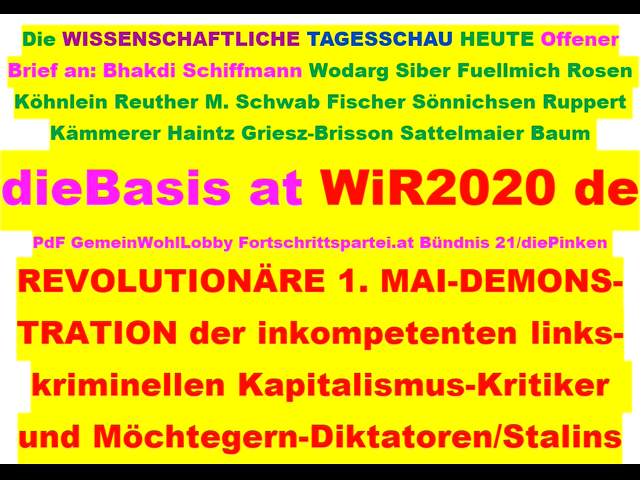 Die WISSENSCHAFTLICHE TAGESSCHAU HEUTE Offener
Brief an: Bhakdi Schiffmann Wodarg Siber Fuellmich Rosen
Köhnlein Reuther M. Schwab Fischer Sönnichsen Ruppert
Kämmerer Haintz Griesz-Brisson Sattelmaier Baum
dieBasis at WiR2020 de
PdF GemeinWohlLobby Fortschrittspartei.at Bündnis 21/diePinken
REVOLUTIONÄRE 1. MAI-DEMONS-
TRATION der inkompetenten links-
kriminellen Kapitalismus-Kritiker
und Möchtegern-Diktatoren/Stalins